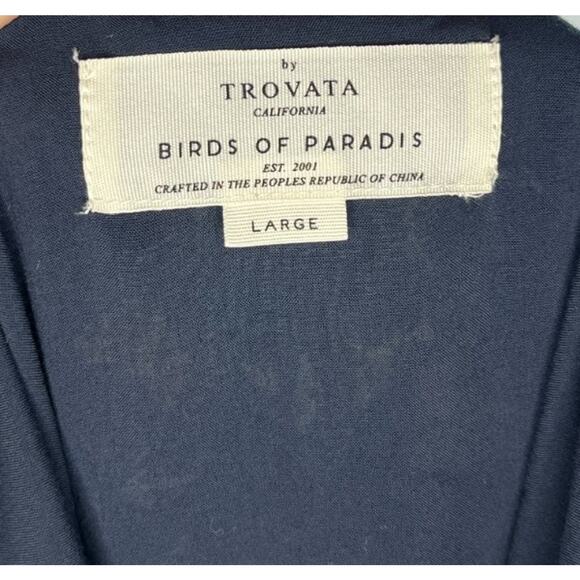 by
TROVATA
CALIFORNIA
BIRDS OF PARADIS
EST. 2001
CRAFTED IN THE PEOPLES REPUBLIC OF CHINA
LARGE